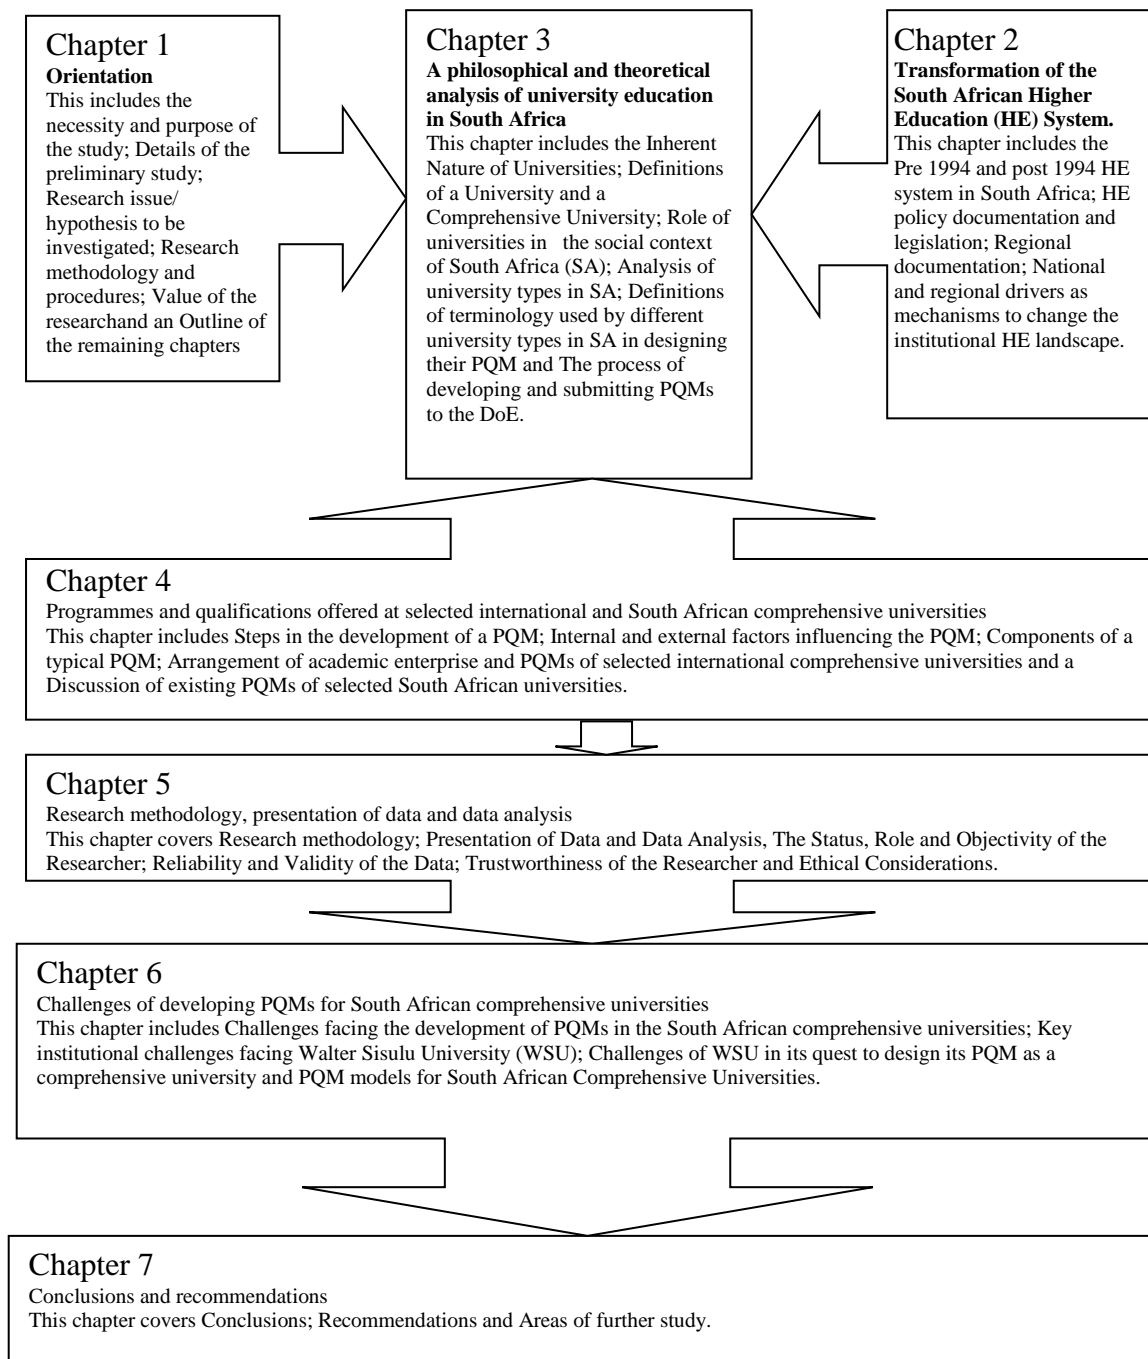 Chapter 1
Orientation
This includes the
necessity and purpose of
the study; Details of the
preliminary study;
Research issue/
hypothesis to be
investigated; Research
methodology and
procedures; Value of the
researchand an Outline of
the remaining chapters
Chapter 3
A philosophical and theoretical
analysis of university education
in South Africa
This chapter includes the Inherent
Nature of Universities; Definitions
of a University and a
Comprehensive University; Role of
universities in the social context
of South Africa (SA); Analysis of
university types in SA; Definitions
of terminology used by different
university types in SA in designing
their PQM and The process of
developing and submitting PQMs
to the DoE.
Chapter 2
Transformation of the
South African Higher
Education (HE) System.
This chapter includes the
Pre 1994 and post 1994 HE
system in South Africa; HE
policy documentation and
legislation; Regional
documentation; National
and regional drivers as
mechanisms to change the
institutional HE landscape.
Chapter 4
Programmes and qualifications offered at selected international and South African comprehensive universities
This chapter includes Steps in the development of a PQM; Internal and external factors influencing the PQM; Components of a
typical PQM; Arrangement of academic enterprise and PQMs of selected international comprehensive universities and a
Discussion of existing PQMs of selected South African universities.
Chapter 5
Research methodology, presentation of data and data analysis
This chapter covers Research methodology; Presentation of Data and Data Analysis, The Status, Role and Objectivity of the
Researcher; Reliability and Validity of the Data; Trustworthiness of the Researcher and Ethical Considerations.
Chapter 6
Challenges of developing PQMs for South African comprehensive universities
This chapter includes Challenges facing the development of PQMs in the South African comprehensive universities; Key
institutional challenges facing Walter Sisulu University (WSU); Challenges of WSU in its quest to design its PQM as a
comprehensive university and PQM models for South African Comprehensive Universities.
Chapter 7
Conclusions and recommendations
This chapter covers Conclusions; Recommendations and Areas of further study.